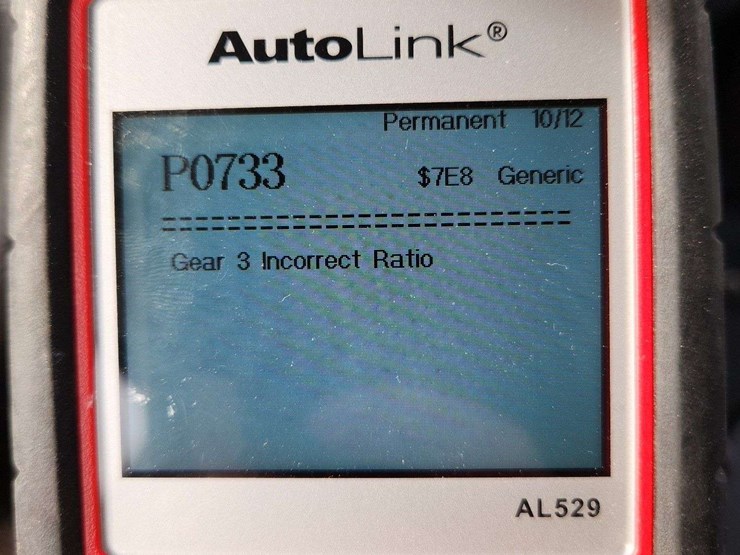 AutoLink®
Permanent 10/12
P0733 $7E8 Generic
==============================
Gear 3 Incorrect Ratio
AL529